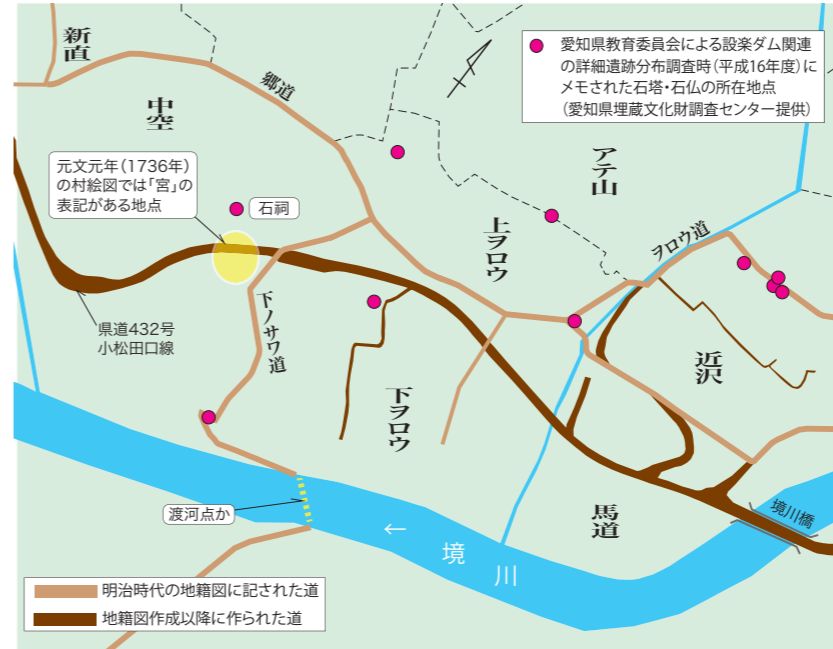 新直
中空
郷道
愛知県教育委員会による設楽ダム関連
の詳細遺跡分布調査時(平成16年度)に
メモされた石塔・石仏の所在地点
(愛知県埋蔵文化財調査センター提供)
元文元年(1736年)
の村絵図では「宮」の
表記がある地点
石祠
アテ山
上ヲロウ
ヲロウ道
県道432号
小松田口線
下ノサワ道
下ヲロウ
近沢
馬道
渡河点か
←
境川
境川橋
明治時代の地籍図に記された道
地籍図作成以降に作られた道